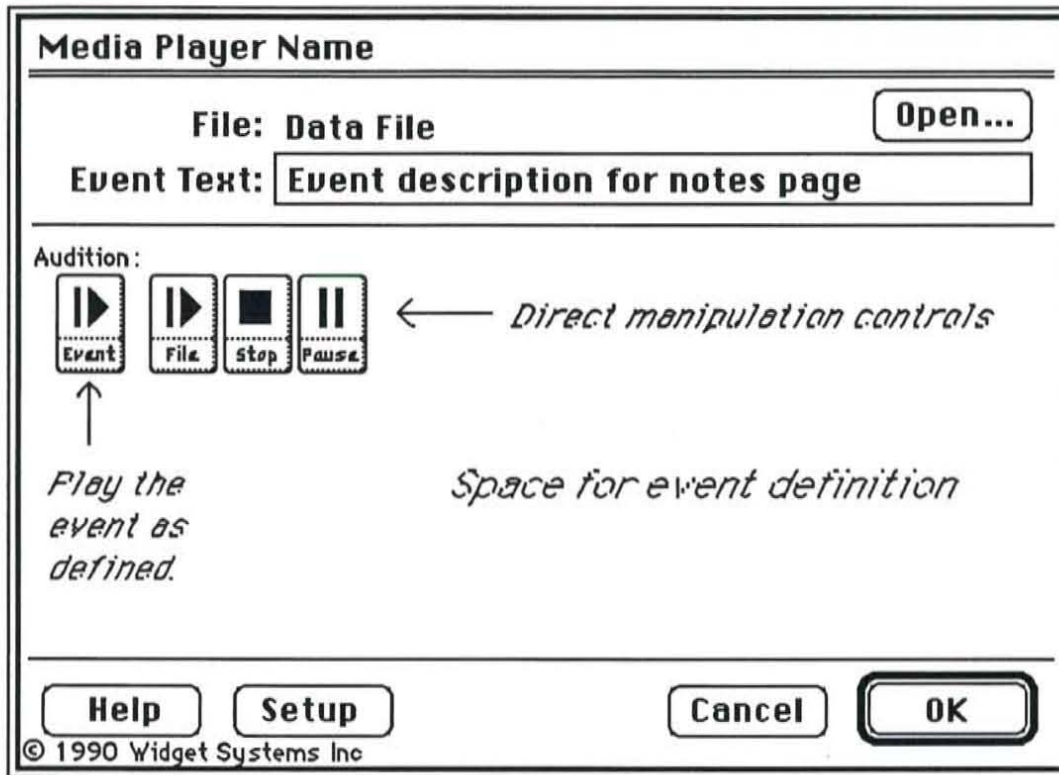 Media Player Name
File: Data File
Open...
Event Text: Event description for notes page
Audition:
Event File Stop Pause
Direct manipulation controls
Play the
event as
defined.
Space for event definition
Help Setup Cancel OK
© 1990 Widget Systems Inc